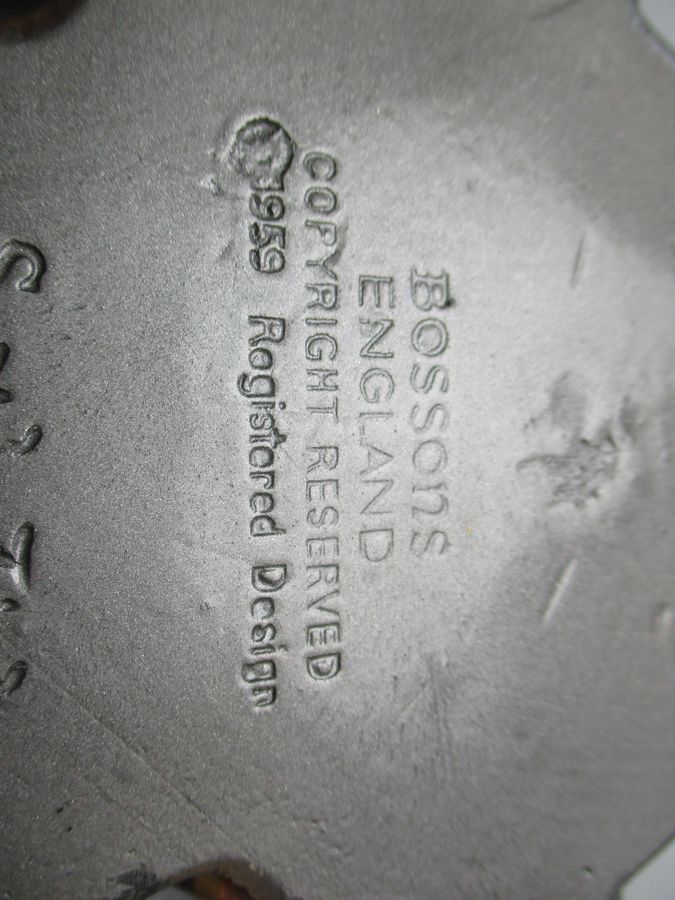 BOSSONS
ENGLAND
COPYRIGHT RESERVED
© 1959 Registered Design